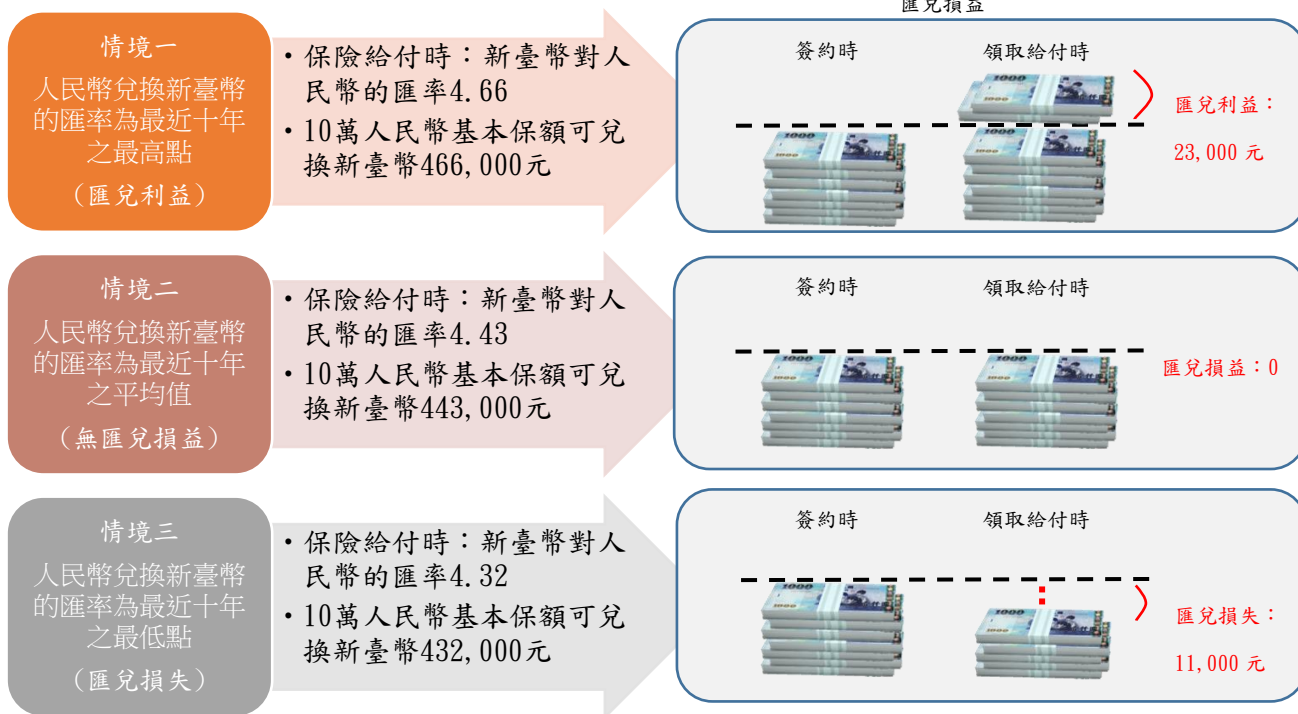 匯兌損益
情境一
人民幣兌換新臺幣
的匯率為最近十年
之最高點
(匯兌利益)
・保險給付時：新臺幣對人
民幣的匯率4.66
・10萬人民幣基本保額可兌
換新臺幣466,000元
簽約時
領取給付時
匯兌利益：
23,000 元
情境二
人民幣兌換新臺幣
的匯率為最近十年
之平均值
(無匯兌損益)
・保險給付時：新臺幣對人
民幣的匯率4.43
・10萬人民幣基本保額可兌
換新臺幣443,000元
簽約時
領取給付時
匯兌損益：0
情境三
人民幣兌換新臺幣
的匯率為最近十年
之最低點
(匯兌損失)
・保險給付時：新臺幣對人
民幣的匯率4.32
・10萬人民幣基本保額可兌
換新臺幣432,000元
簽約時
領取給付時
匯兌損失：
11,000 元